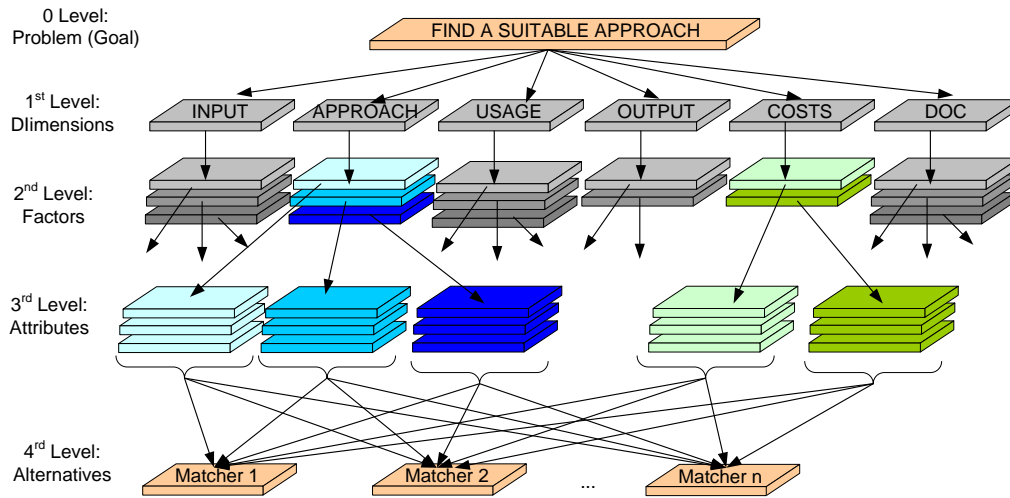 0 Level:
Problem (Goal)
FIND A SUITABLE APPROACH
1st Level:
DIimensions
INPUT
APPROACH
USAGE
OUTPUT
COSTS
DOC
2nd Level:
Factors
3rd Level:
Attributes
4rd Level:
Alternatives
Matcher 1
Matcher 2
...
Matcher n